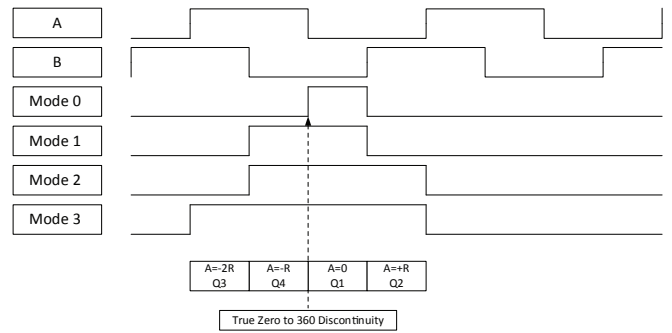 A
B
Mode 0
Mode 1
Mode 2
Mode 3
A=-2R A=-R A=0 A=+R
Q3 Q4 Q1 Q2
True Zero to 360 Discontinuity